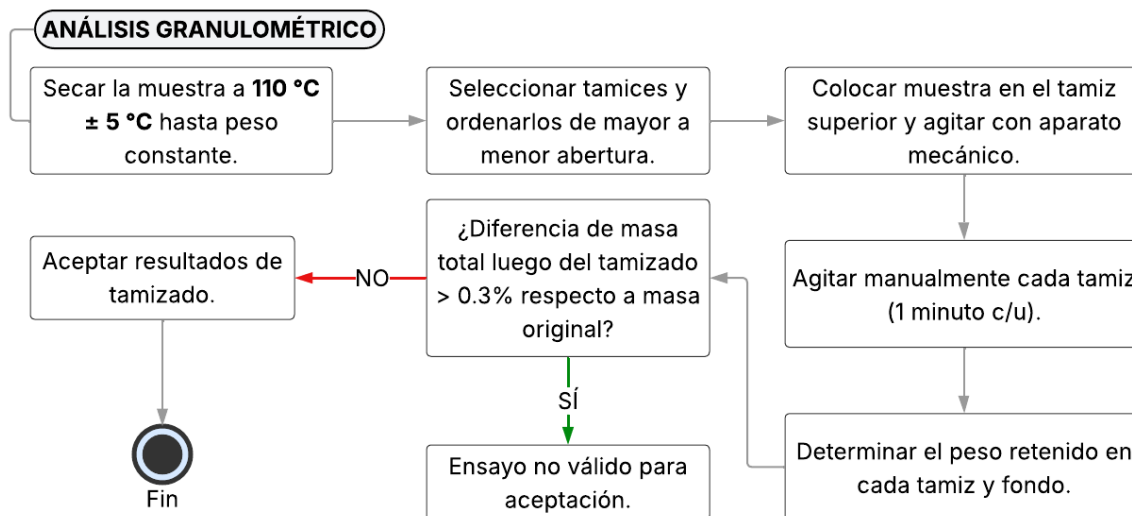 ANÁLISIS GRANULOMÉTRICO
Secar la muestra a 110 °C
± 5 °C hasta peso
constante.
Seleccionar tamices y
ordenarlos de mayor a
menor abertura.
Colocar muestra en el tamiz
superior y agitar con aparato
mecánico.
Agitar manualmente cada tamiz
(1 minuto c/u).
Determinar el peso retenido en
cada tamiz y fondo.
¿Diferencia de masa
total luego del tamizado
> 0.3% respecto a masa
original?
NO
Aceptar resultados de
tamizado.
Fin
SÍ
Ensayo no válido para
aceptación.